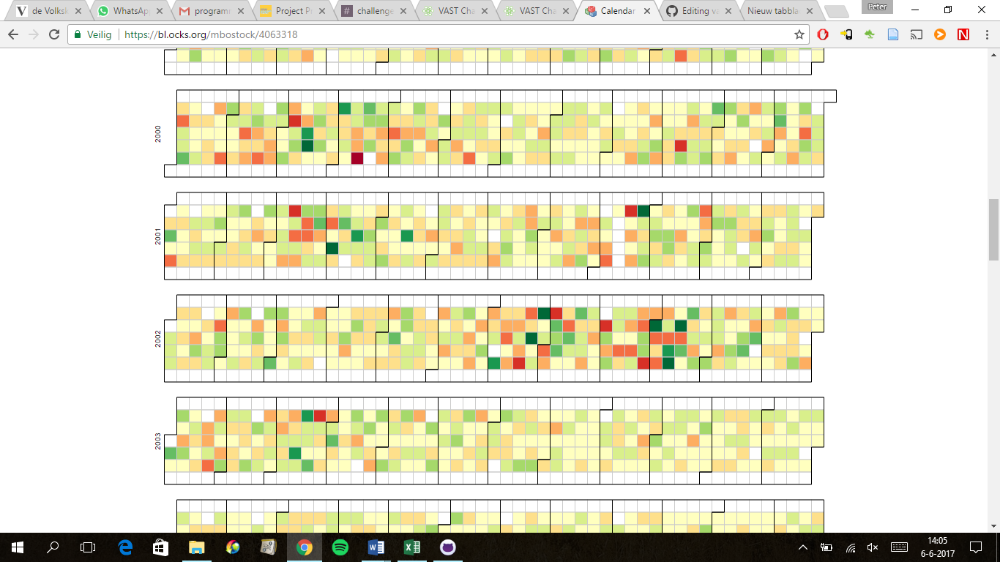 de Volksk
WhatsApp
programm
Project Pr
challenge
VAST Cha
VAST Cha
Calendar
Editing va
Nieuw tabbla
Peter
Veilig
https://bl.ocks.org/mbostock/4063318
2000
2001
2002
2003
14:05
6-6-2017